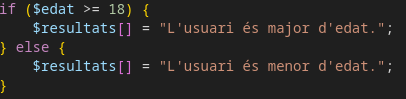 if ($edat >= 18) {
    $resultats[] = "L'usuari és major d'edat.";
} else {
    $resultats[] = "L'usuari és menor d'edat.";
}